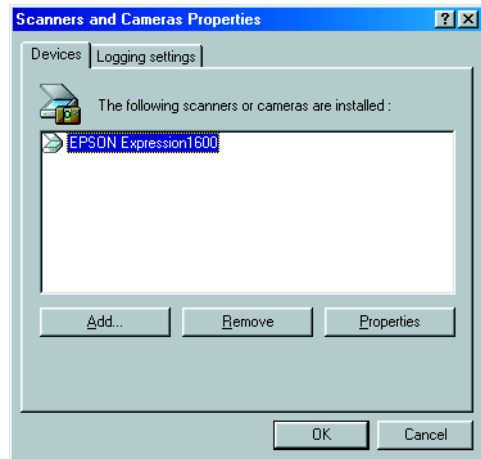 Scanners and Cameras Properties
Devices
Logging settings
The following scanners or cameras are installed :
EPSON Expression1600
Add...
Remove
Properties
OK
Cancel